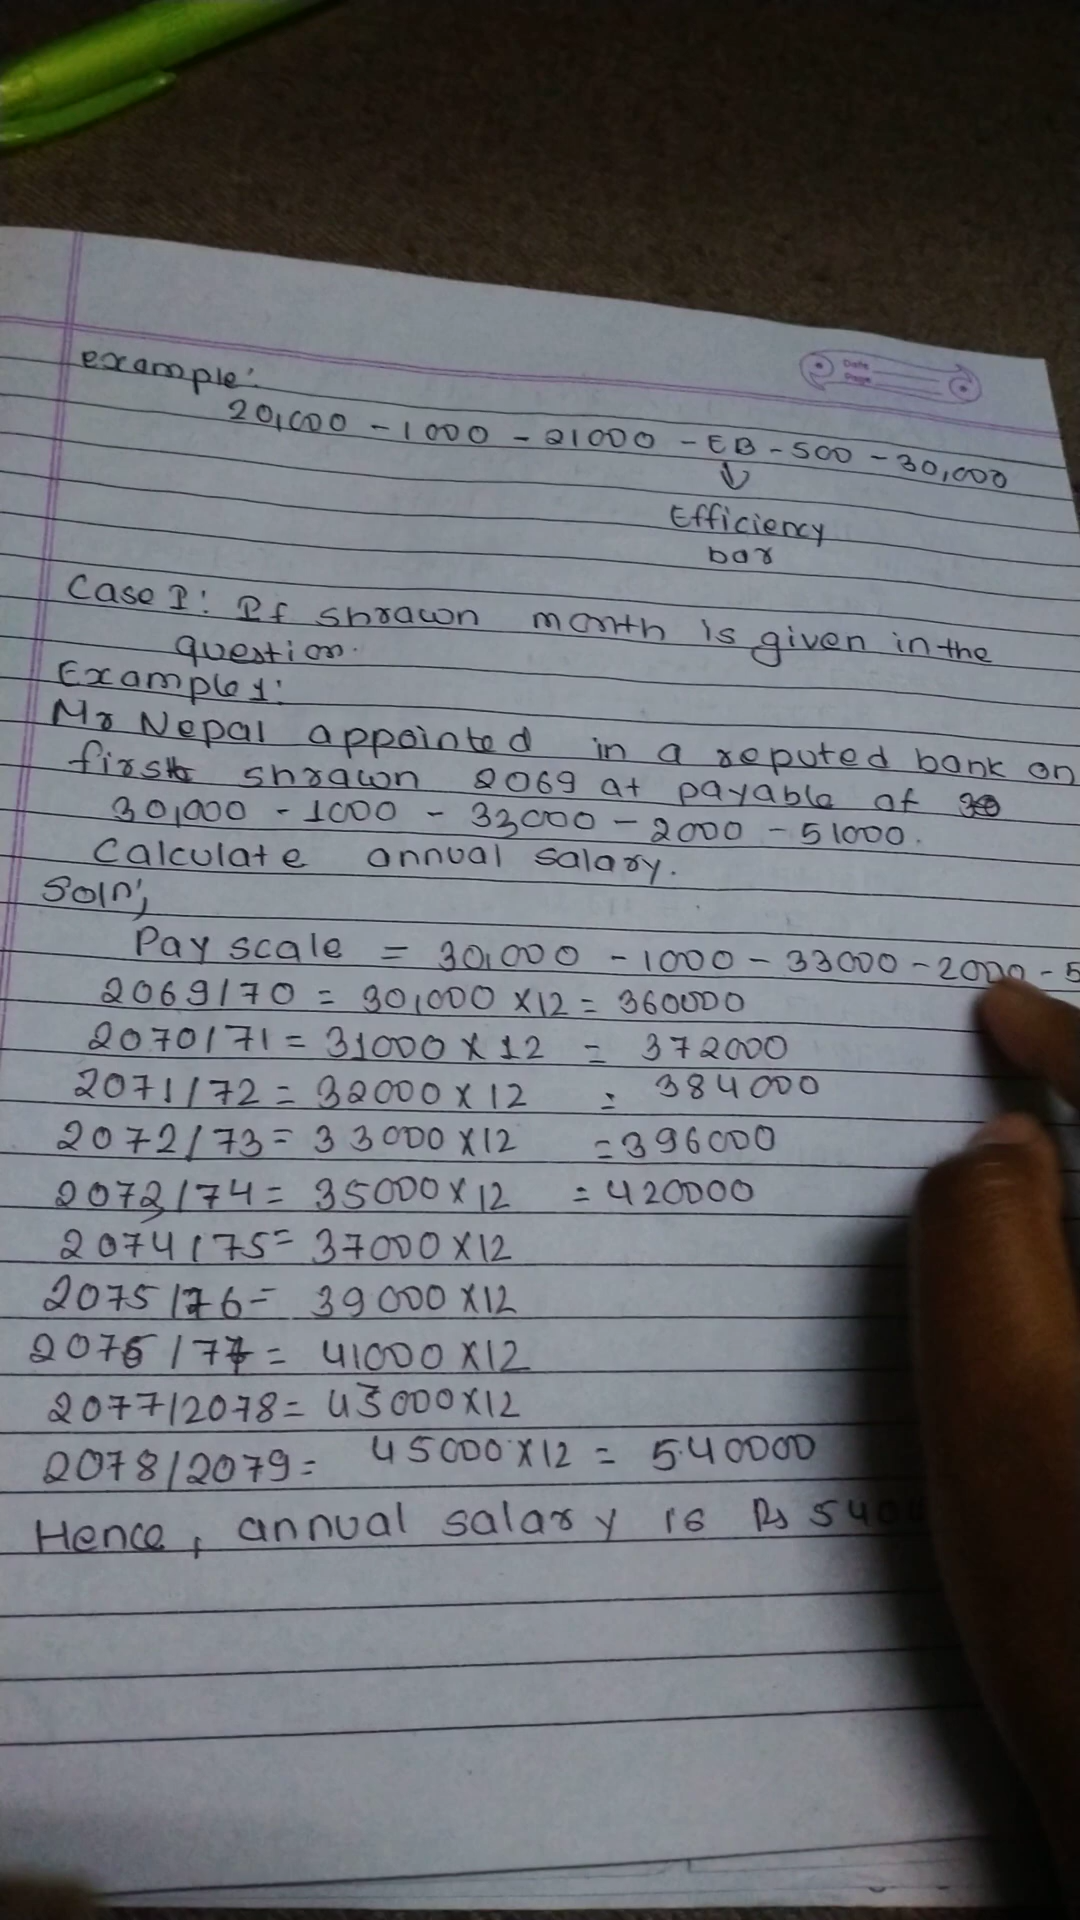 Date
Page
example:
20,000 - 1000 - 21000 - EB - 500 - 30,000
Efficiency
bar
Case I: If shrawn month is given in the
question.
Example 1:
Mr Nepal appointed in a reputed bank on
first shrawn 2069 at payable of
30,000 - 1000 - 33000 - 2000 - 51000.
Calculate annual salary.
Soln;
Pay scale = 30,000 - 1000 - 33000 - 2000 - 5
2069/70 = 30,000 × 12 = 360000
2070/71 = 31000 × 12 = 372000
2071/72 = 32000 × 12 = 384000
2072/73 = 33000 × 12 = 396000
2073/74 = 35000 × 12 = 420000
2074/75 = 37000 × 12
2075/76 = 39000 × 12
2076/77 = 41000 × 12
2077/2078 = 43000 × 12
2078/2079 = 45000 × 12 = 540000
Hence, annual salary is Rs 540